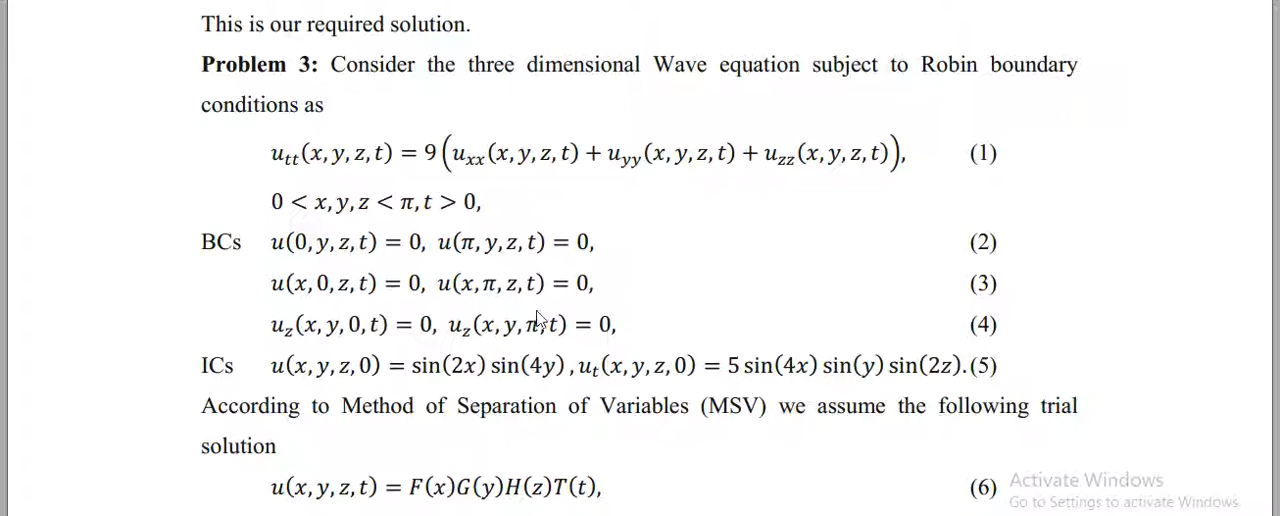 This is our required solution.
Problem 3: Consider the three dimensional Wave equation subject to Robin boundary
conditions as
u_tt(x, y, z, t) = 9 (u_xx(x, y, z, t) + u_yy(x, y, z, t) + u_zz(x, y, z, t)), (1)
0 < x, y, z < π, t > 0,
BCs u(0, y, z, t) = 0, u(π, y, z, t) = 0, (2)
u(x, 0, z, t) = 0, u(x, π, z, t) = 0, (3)
u_z(x, y, 0, t) = 0, u_z(x, y, π, t) = 0, (4)
ICs u(x, y, z, 0) = sin(2x) sin(4y) , u_t(x, y, z, 0) = 5 sin(4x) sin(y) sin(2z). (5)
According to Method of Separation of Variables (MSV) we assume the following trial
solution
u(x, y, z, t) = F(x)G(y)H(z)T(t), (6)
Activate Windows
Go to Settings to activate Windows.